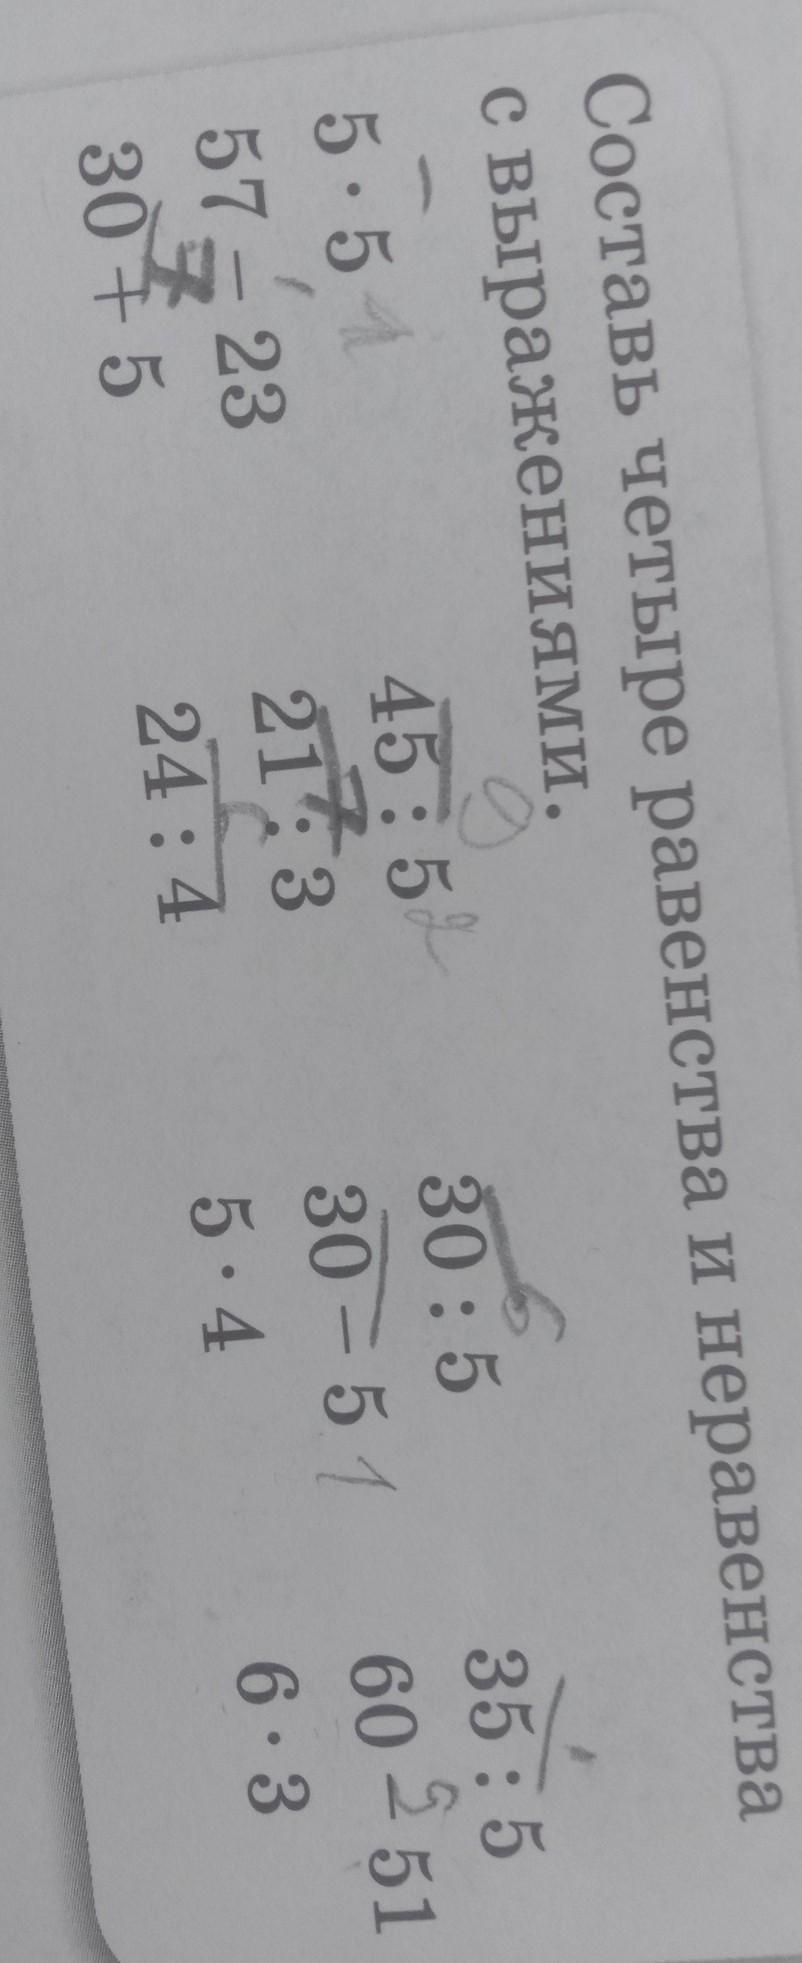 Составь четыре равенства и неравенства
с выражениями.
5 · 5 45 : 5 30 : 5 35 : 5
57 − 23 21 : 3 30 − 5 60 − 51
30 + 5 24 : 4 5 · 4 6 · 3